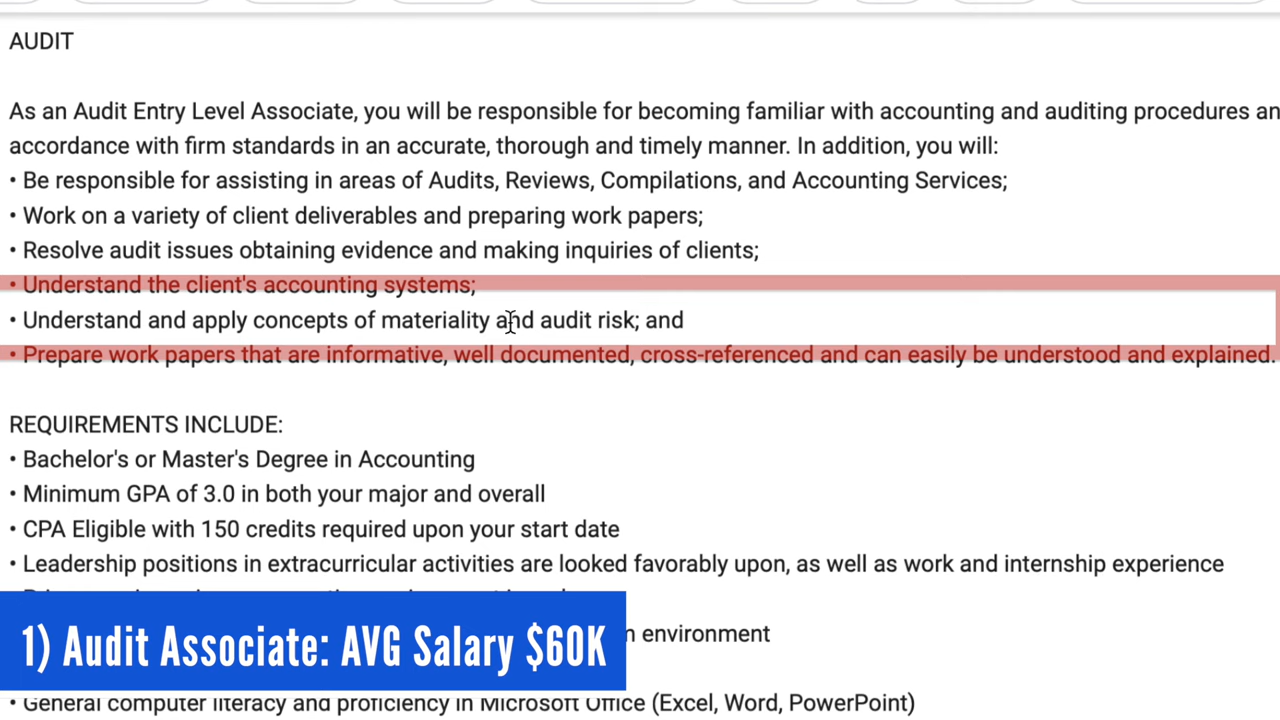 AUDIT
As an Audit Entry Level Associate, you will be responsible for becoming familiar with accounting and auditing procedures an
accordance with firm standards in an accurate, thorough and timely manner. In addition, you will:
• Be responsible for assisting in areas of Audits, Reviews, Compilations, and Accounting Services;
• Work on a variety of client deliverables and preparing work papers;
• Resolve audit issues obtaining evidence and making inquiries of clients;
• Understand the client's accounting systems;
• Understand and apply concepts of materiality and audit risk; and
• Prepare work papers that are informative, well documented, cross-referenced and can easily be understood and explained.
REQUIREMENTS INCLUDE:
• Bachelor's or Master's Degree in Accounting
• Minimum GPA of 3.0 in both your major and overall
• CPA Eligible with 150 credits required upon your start date
• Leadership positions in extracurricular activities are looked favorably upon, as well as work and internship experience
environment
1) Audit Associate: AVG Salary $60K
• General computer literacy and proficiency in Microsoft Office (Excel, Word, PowerPoint)